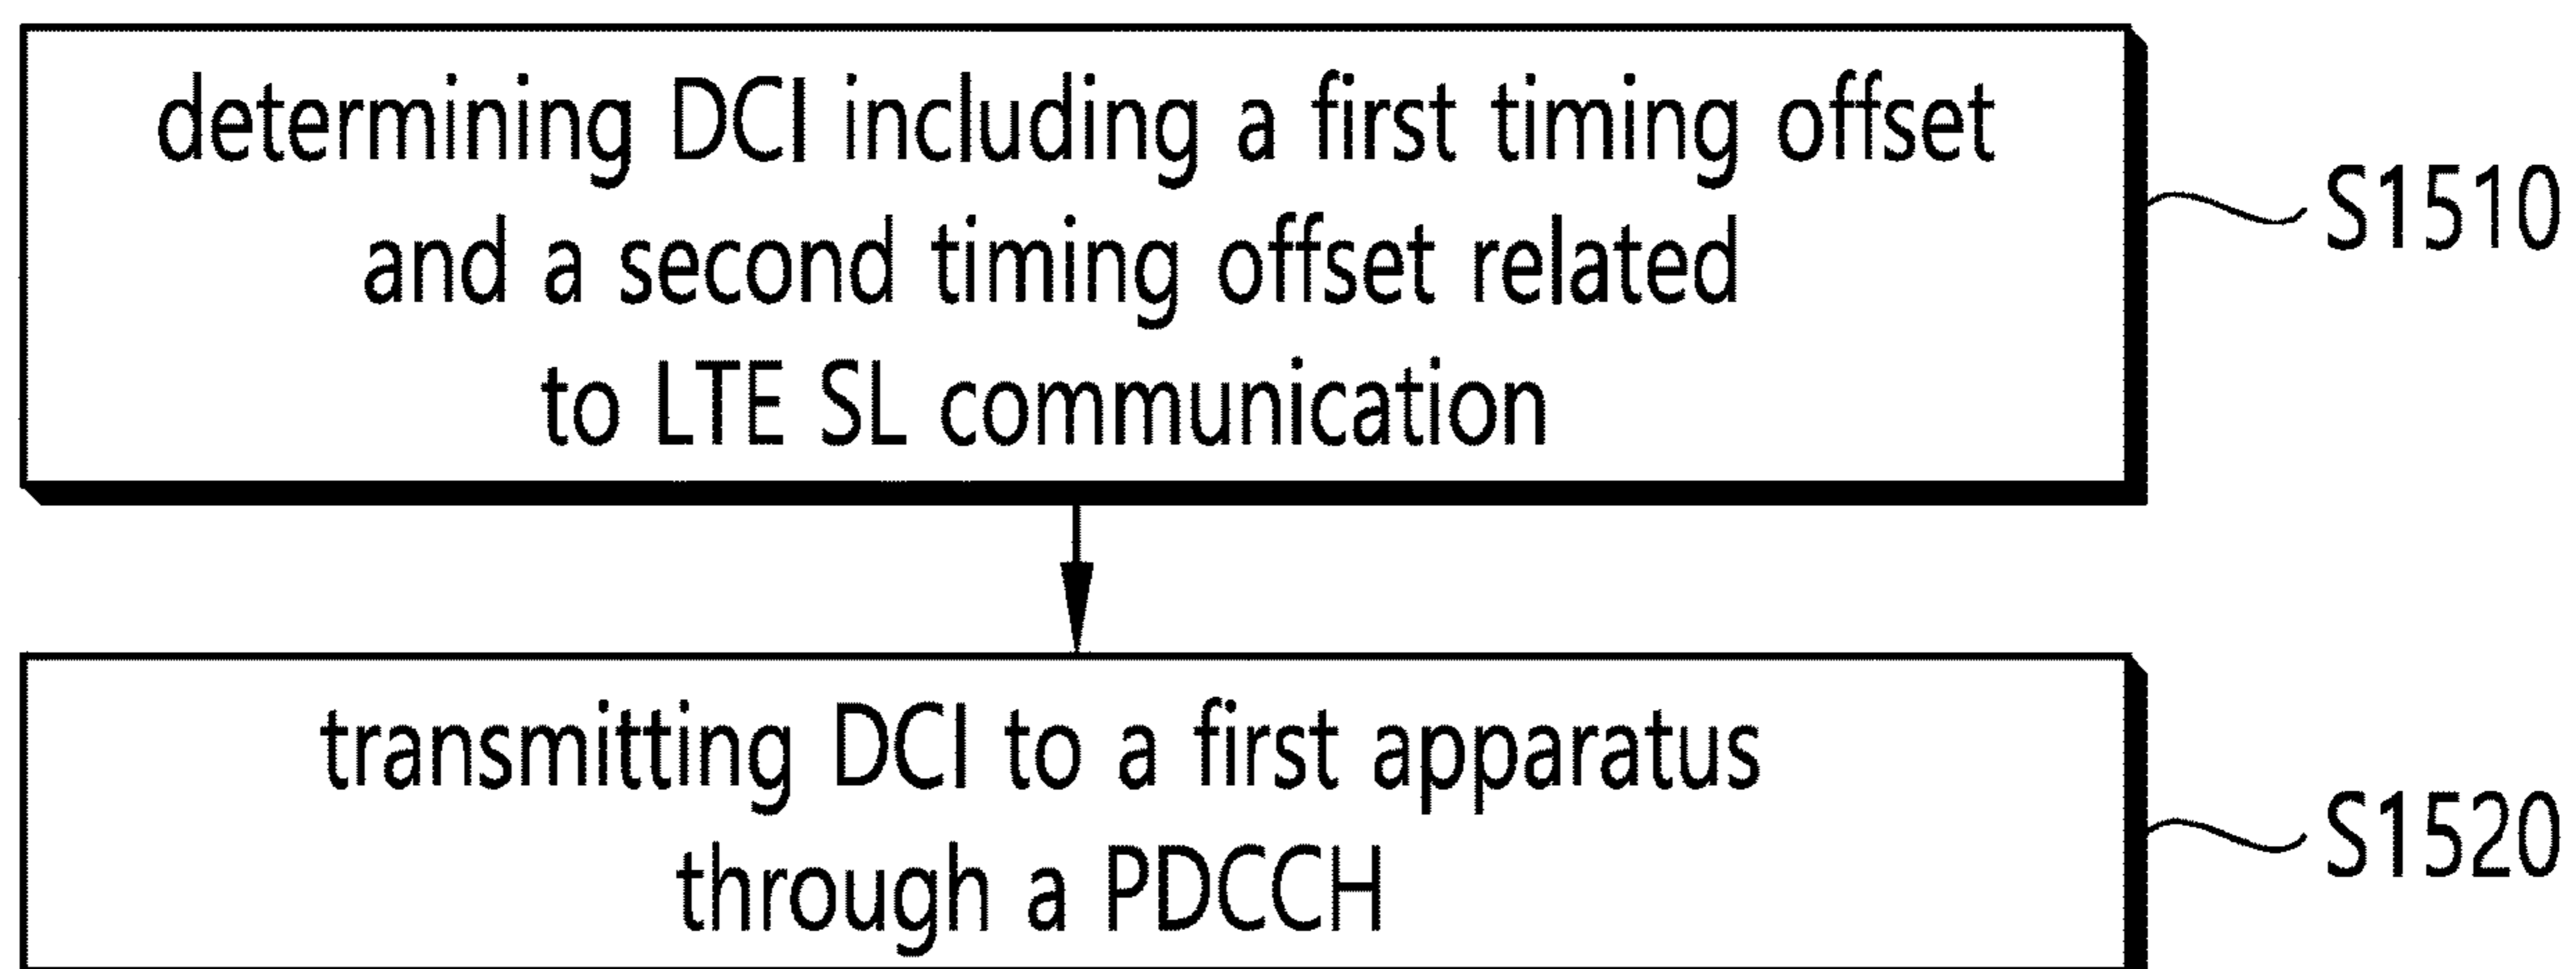 determining DCI including a first timing offset
and a second timing offset related
to LTE SL communication
S1510
transmitting DCI to a first apparatus
through a PDCCH
S1520